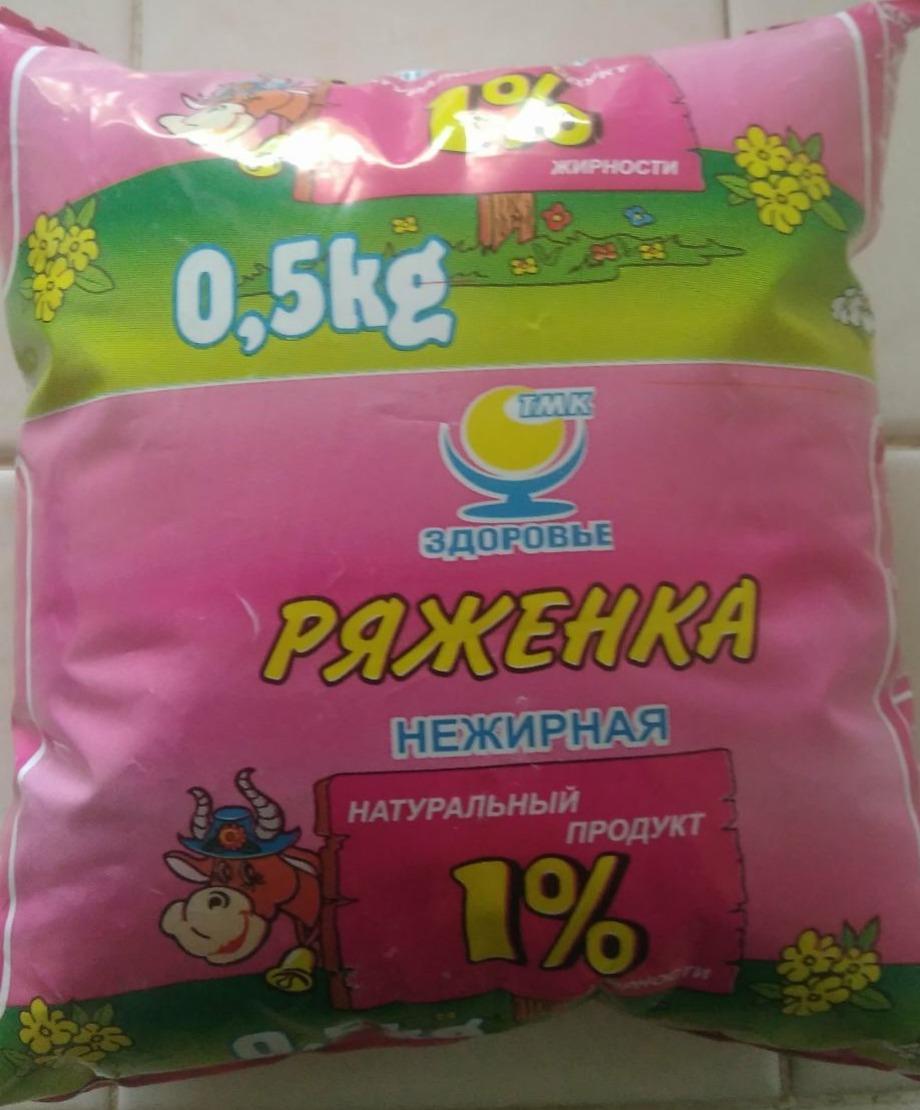 1%
ЖИРНОСТИ
0,5kg
ТМК
ЗДОРОВЬЕ
РЯЖЕНКА
НЕЖИРНАЯ
НАТУРАЛЬНЫЙ
ПРОДУКТ
1%